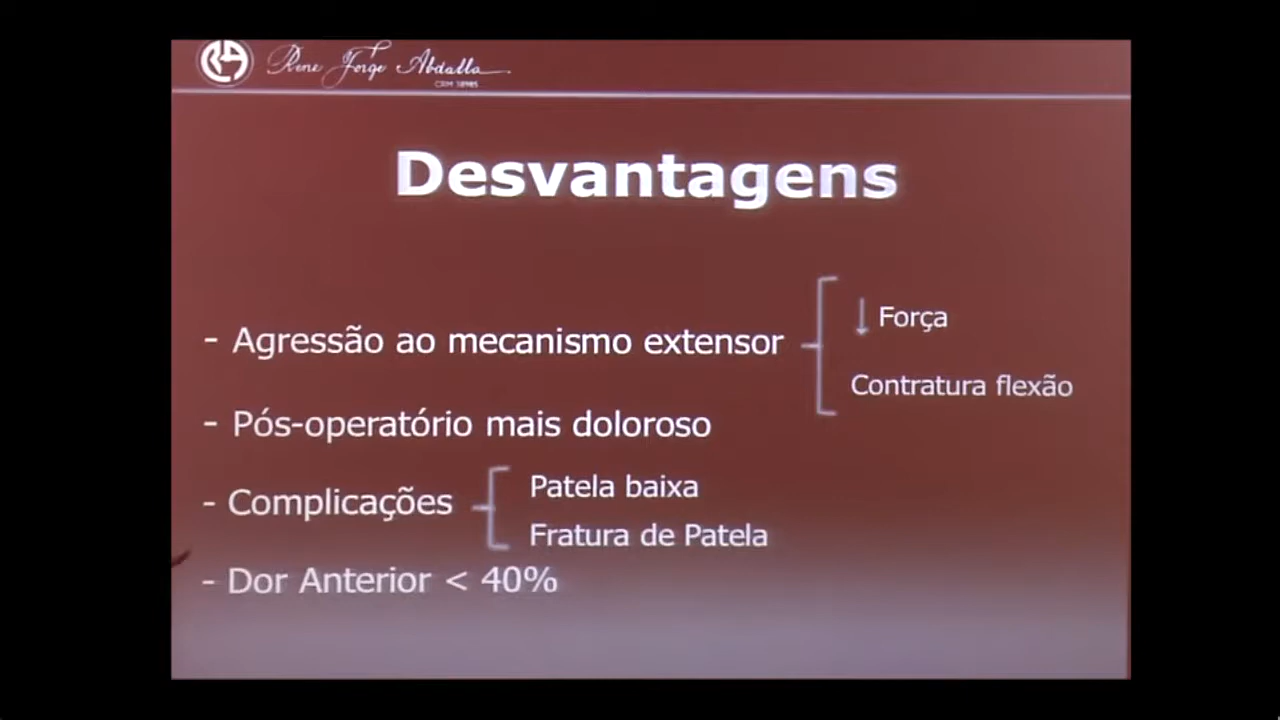 Rene Jorge Abdalla
Desvantagens
- Agressão ao mecanismo extensor
↓ Força
Contratura flexão
- Pós-operatório mais doloroso
- Complicações
Patela baixa
Fratura de Patela
- Dor Anterior < 40%